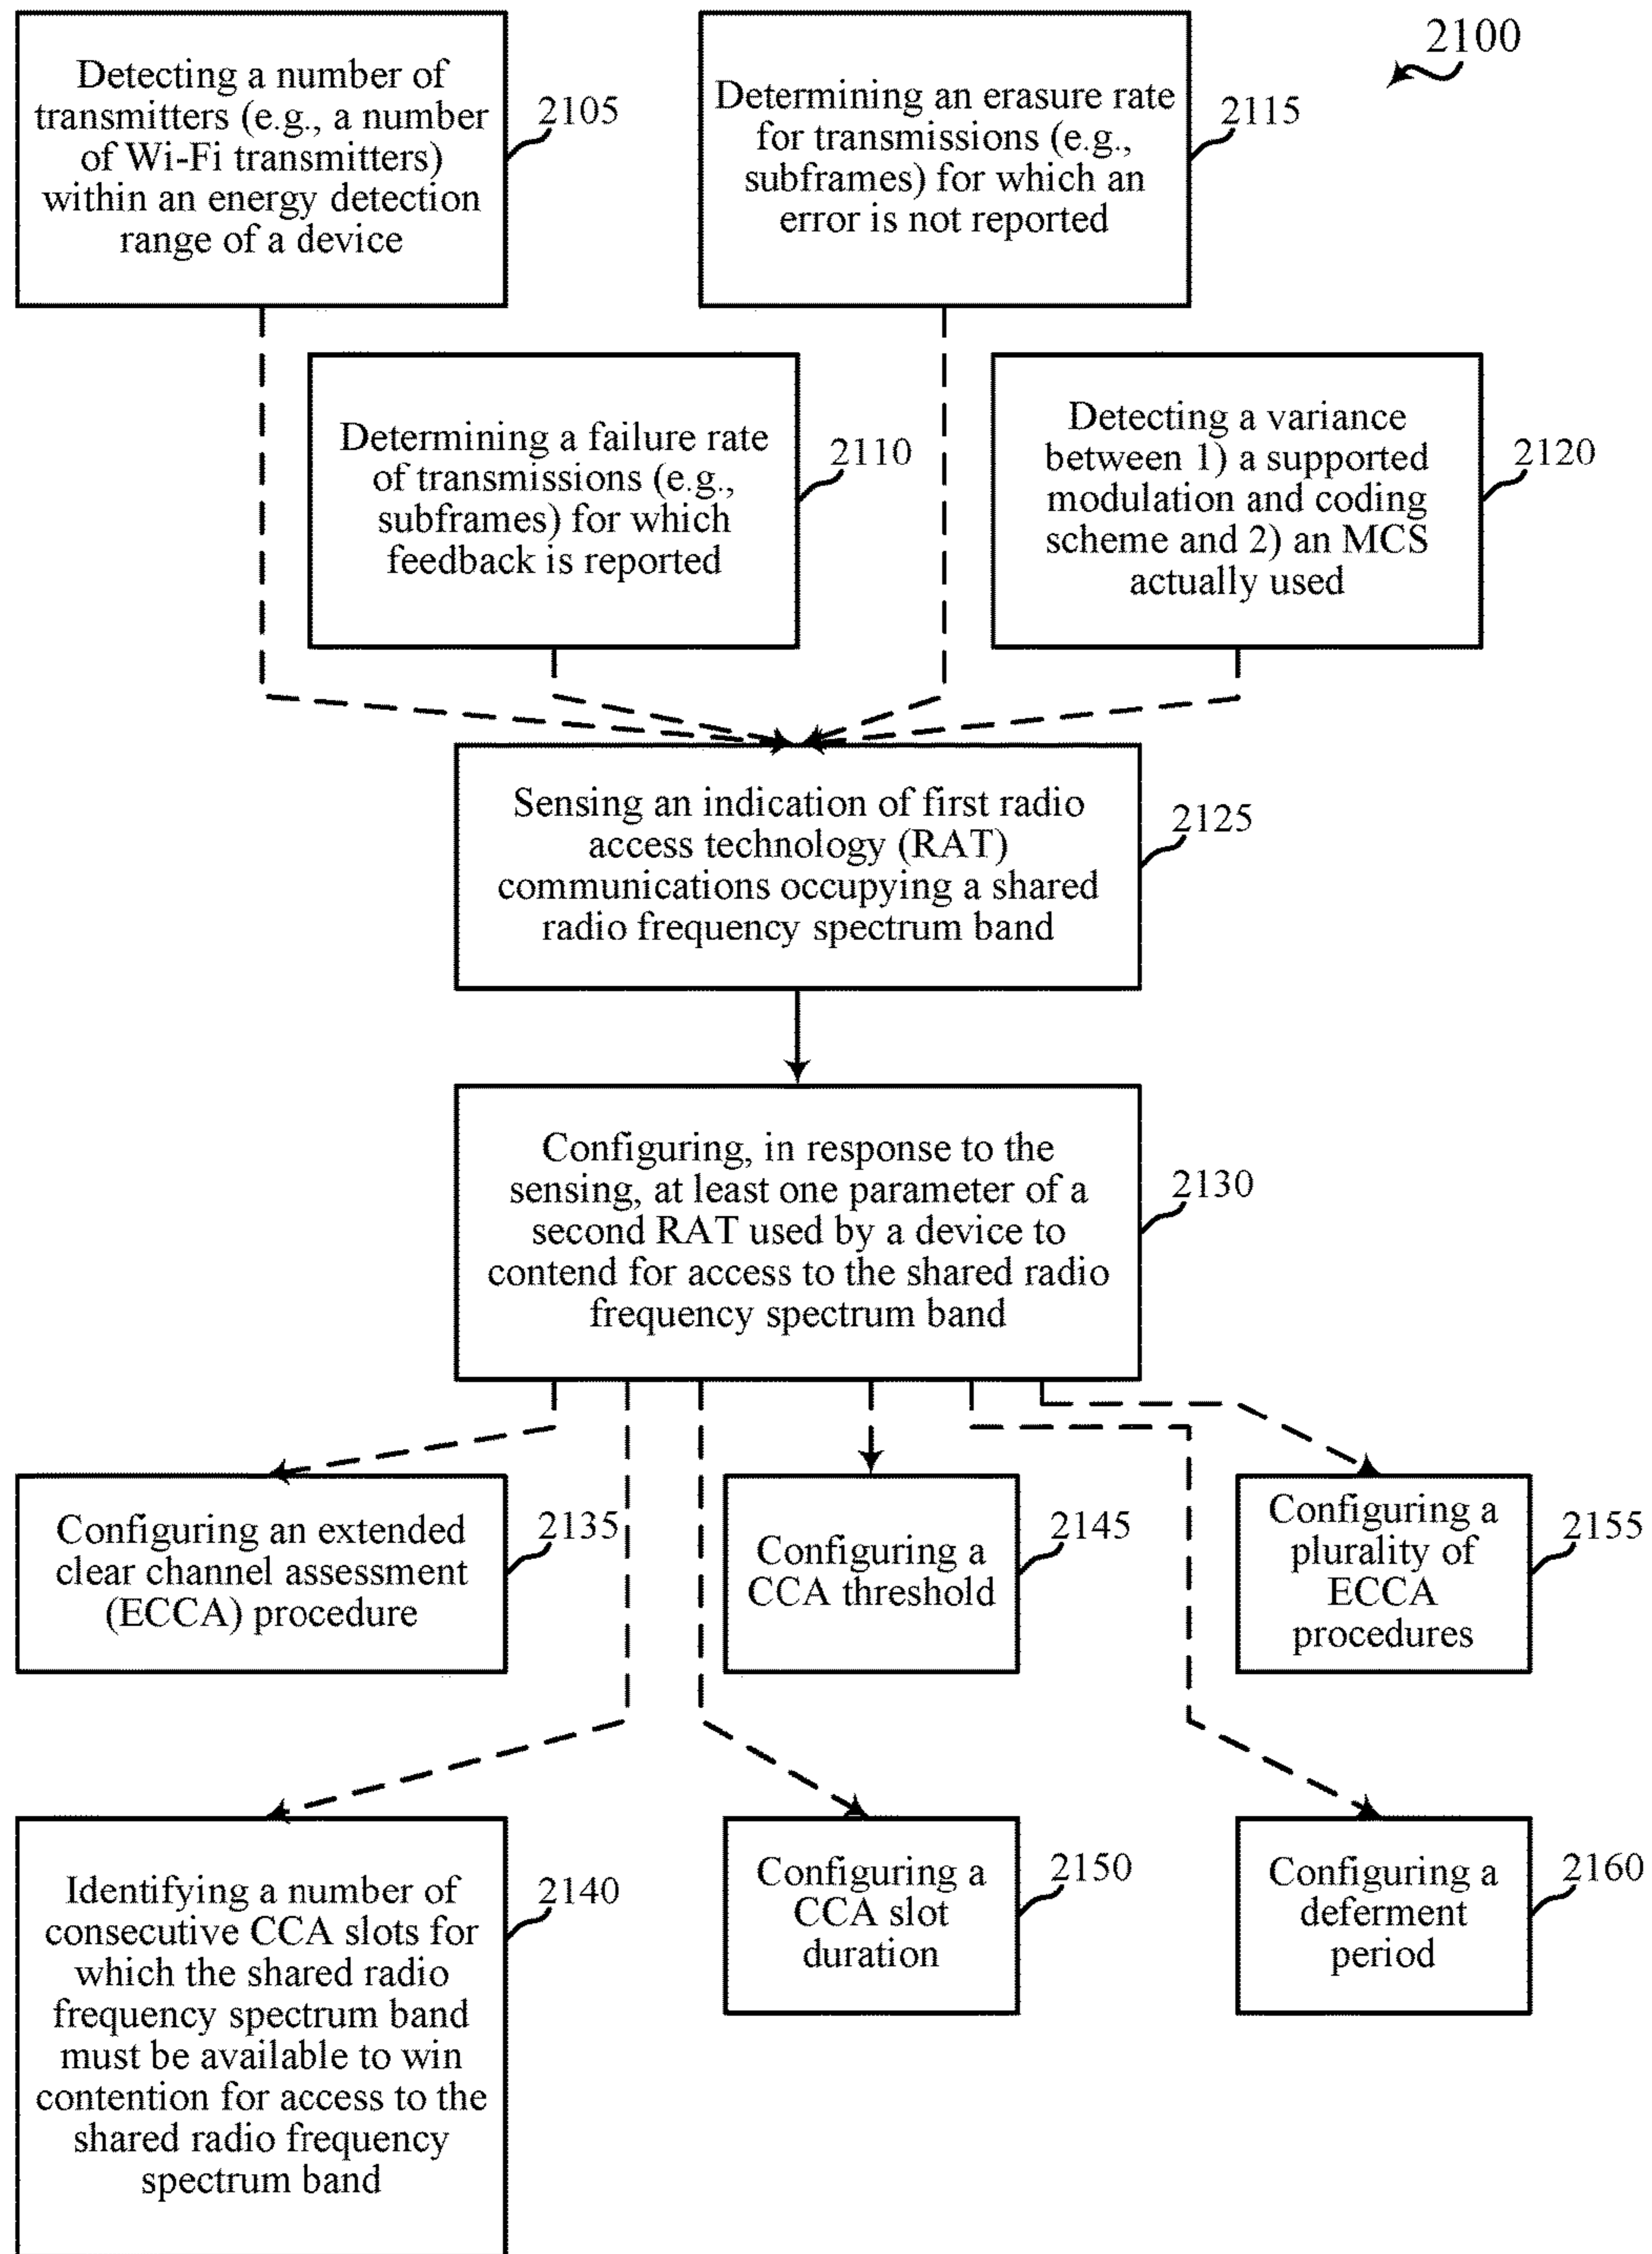 2100
Detecting a number of
transmitters (e.g., a number
of Wi-Fi transmitters)
within an energy detection
range of a device
2105
Determining an erasure rate
for transmissions (e.g.,
subframes) for which an
error is not reported
2115
Determining a failure rate
of transmissions (e.g.,
subframes) for which
feedback is reported
2110
Detecting a variance
between 1) a supported
modulation and coding
scheme and 2) an MCS
actually used
2120
Sensing an indication of first radio
access technology (RAT)
communications occupying a shared
radio frequency spectrum band
2125
Configuring, in response to the
sensing, at least one parameter of a
second RAT used by a device to
contend for access to the shared radio
frequency spectrum band
2130
Configuring an extended
clear channel assessment
(ECCA) procedure
2135
Configuring a
CCA threshold
2145
Configuring a
plurality of
ECCA
procedures
2155
Identifying a number of
consecutive CCA slots for
which the shared radio
frequency spectrum band
must be available to win
contention for access to the
shared radio frequency
spectrum band
2140
Configuring a
CCA slot
duration
2150
Configuring a
deferment
period
2160